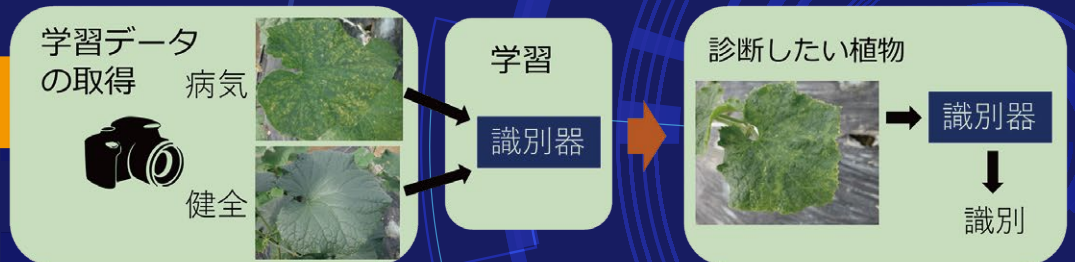 学習データ
の取得
病気
健全
学習
識別器
診断したい植物
識別器
識別